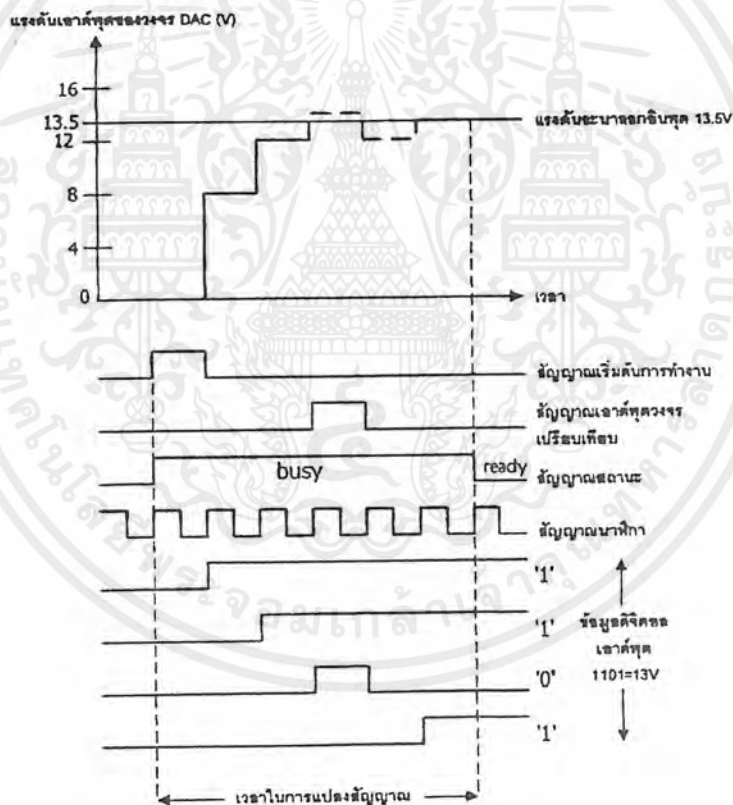 แรงดันเอาต์พุตของวงจร DAC (V)
16
13.5
แรงดันอะนาลอกอินพุต 13.5V
12
8
4
0
เวลา
สัญญาณเริ่มต้นการทำงาน
สัญญาณเอาต์พุตวงจร
เปรียบเทียบ
busy
ready
สัญญาณสถานะ
สัญญาณนาฬิกา
'1'
'1'
ข้อมูลดิจิตอล
เอาต์พุต
'0'
1101=13V
'1'
เวลาในการแปลงสัญญาณ